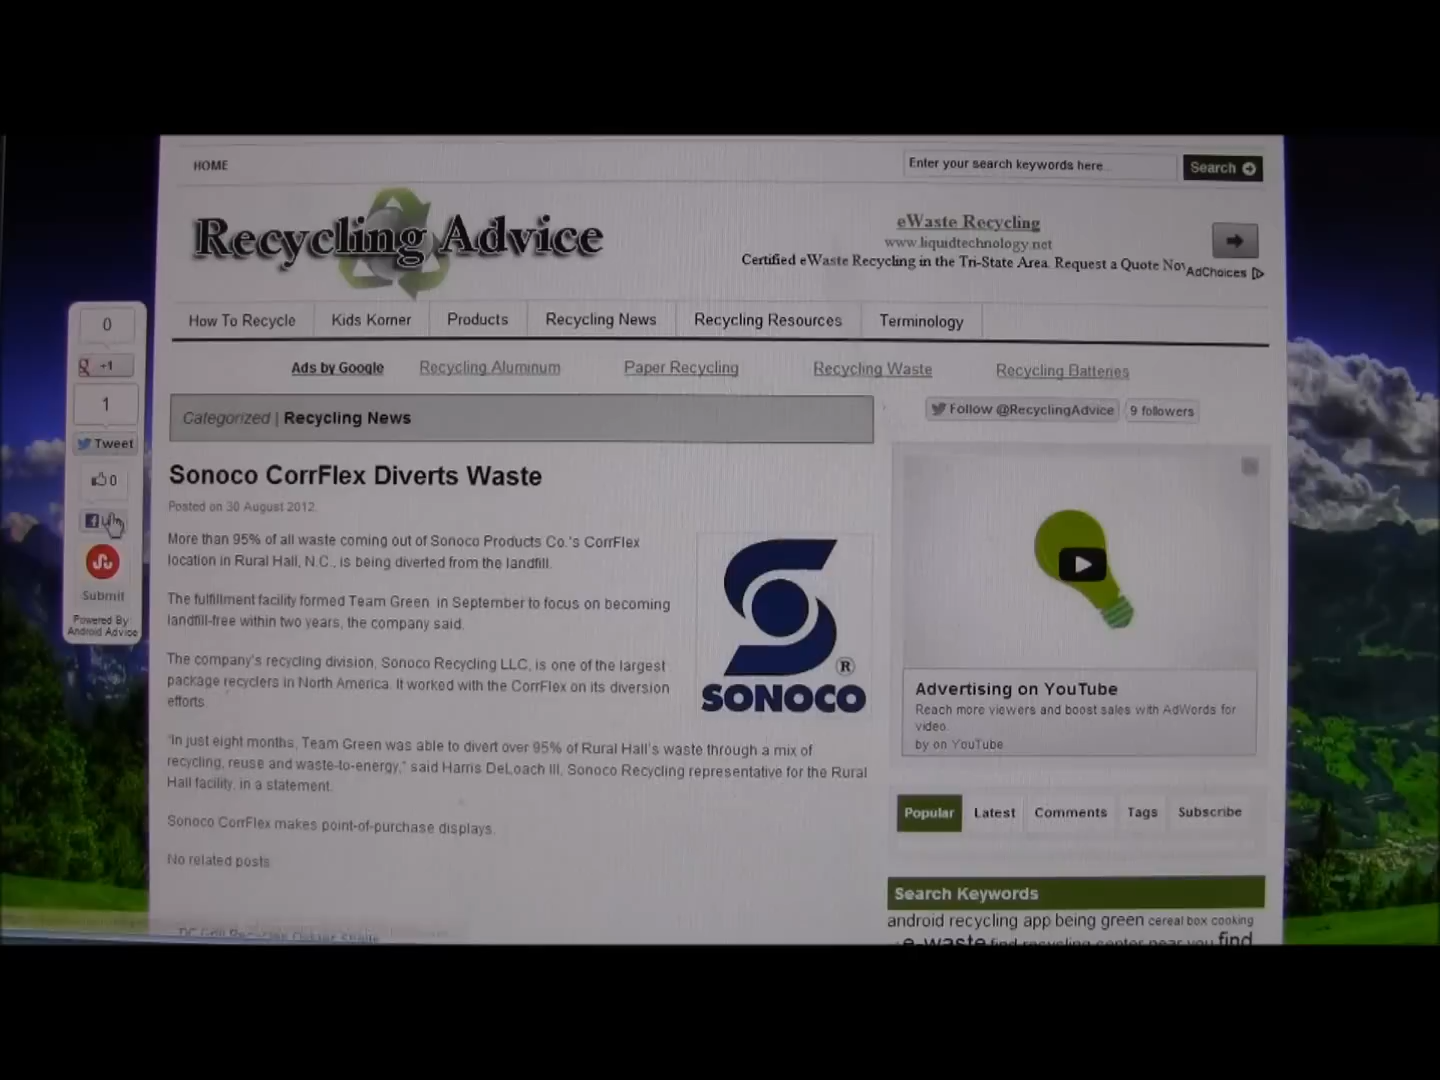 HOME
Enter your search keywords here...
Search
Recycling Advice
eWaste Recycling
www.liquidtechnology.net
Certified eWaste Recycling in the Tri-State Area. Request a Quote
AdChoices
How To Recycle
Kids Korner
Products
Recycling News
Recycling Resources
Terminology
0
+1
1
Tweet
0
Submit
Powered By
Android Advice
Ads by Google
Recycling Aluminum
Paper Recycling
Recycling Waste
Recycling Batteries
Categorized | Recycling News
Follow @RecyclingAdvice
9 followers
Sonoco CorrFlex Diverts Waste
Posted on 30 August 2012.
More than 95% of all waste coming out of Sonoco Products Co.'s CorrFlex
location in Rural Hall, N.C., is being diverted from the landfill.
The fulfillment facility formed Team Green in September to focus on becoming
landfill-free within two years, the company said.
The company's recycling division, Sonoco Recycling LLC, is one of the largest
package recyclers in North America. It worked with the CorrFlex on its diversion
efforts.
"In just eight months, Team Green was able to divert over 95% of Rural Hall's waste through a mix of
recycling, reuse and waste-to-energy," said Harris DeLoach III, Sonoco Recycling representative for the Rural
Hall facility, in a statement.
Sonoco CorrFlex makes point-of-purchase displays.
No related posts.
SONOCO
®
Advertising on YouTube
Reach more viewers and boost sales with AdWords for
video.
by on YouTube
Popular
Latest
Comments
Tags
Subscribe
Search Keywords
android recycling app being green cereal box cooking
e-waste find recycling center near you find